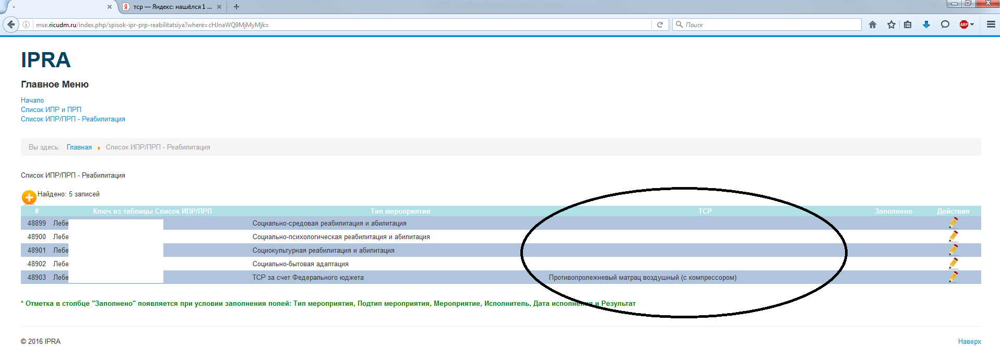 -
тср — Яндекс: нашёлся 1 ...
mse.ricudm.ru/index.php/spisok-ipr-prp-reabilitatsiya?where=cHJnaWQ9MjMyMjk=
Поиск
ABP
IPRA
Главное Меню
Начало
Список ИПР и ПРП
Список ИПР/ПРП - Реабилитация
Вы здесь: Главная Список ИПР/ПРП - Реабилитация
Список ИПР/ПРП - Реабилитация
Найдено: 5 записей
# Ключ из таблицы Список ИПР/ПРП Тип мероприятия ТСР Заполнено Действия
48899 Лебе Социально-средовая реабилитация и абилитация
48900 Лебе Социально-психологическая реабилитация и абилитация
48901 Лебе Социокультурная реабилитация и абилитация
48902 Лебе Социально-бытовая адаптация
48903 Лебе ТСР за счет Федерального юджета Противопролежневый матрац воздушный (с компрессором)
* Отметка в столбце "Заполнено" появляется при условии заполнения полей: Тип мероприятия, Подтип мероприятия, Мероприятие, Исполнитель, Дата исполнения и Результат
© 2016 IPRA
Наверх